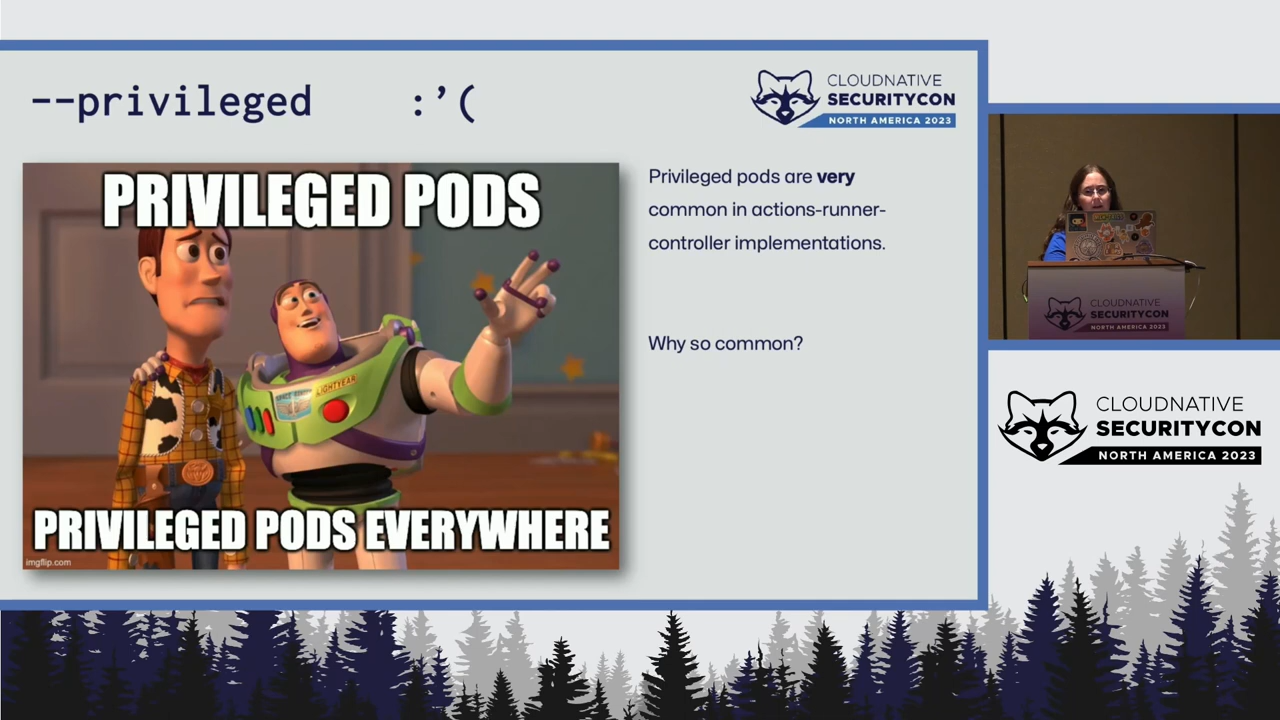 --privileged :’(
CLOUDNATIVE
SECURITYCON
NORTH AMERICA 2023
PRIVILEGED PODS
LIGHTYEAR
PRIVILEGED PODS EVERYWHERE
imgflip.com
Privileged pods are very
common in actions-runner-
controller implementations.
Why so common?
CLOUDNATIVE
SECURITYCON
NORTH AMERICA 2023
CLOUDNATIVE
SECURITYCON
NORTH AMERICA 2023